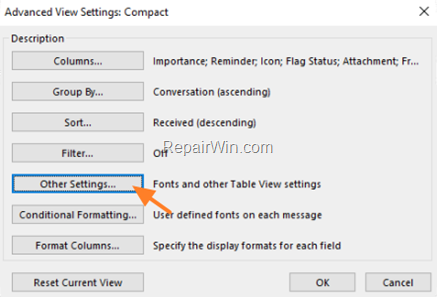 Advanced View Settings: Compact
Description
Columns... Importance; Reminder; Icon; Flag Status; Attachment; Fr...
Group By... Conversation (ascending)
Sort... Received (descending)
Filter... Off
RepairWin.com
Other Settings... Fonts and other Table View settings
Conditional Formatting... User defined fonts on each message
Format Columns... Specify the display formats for each field
Reset Current View OK Cancel